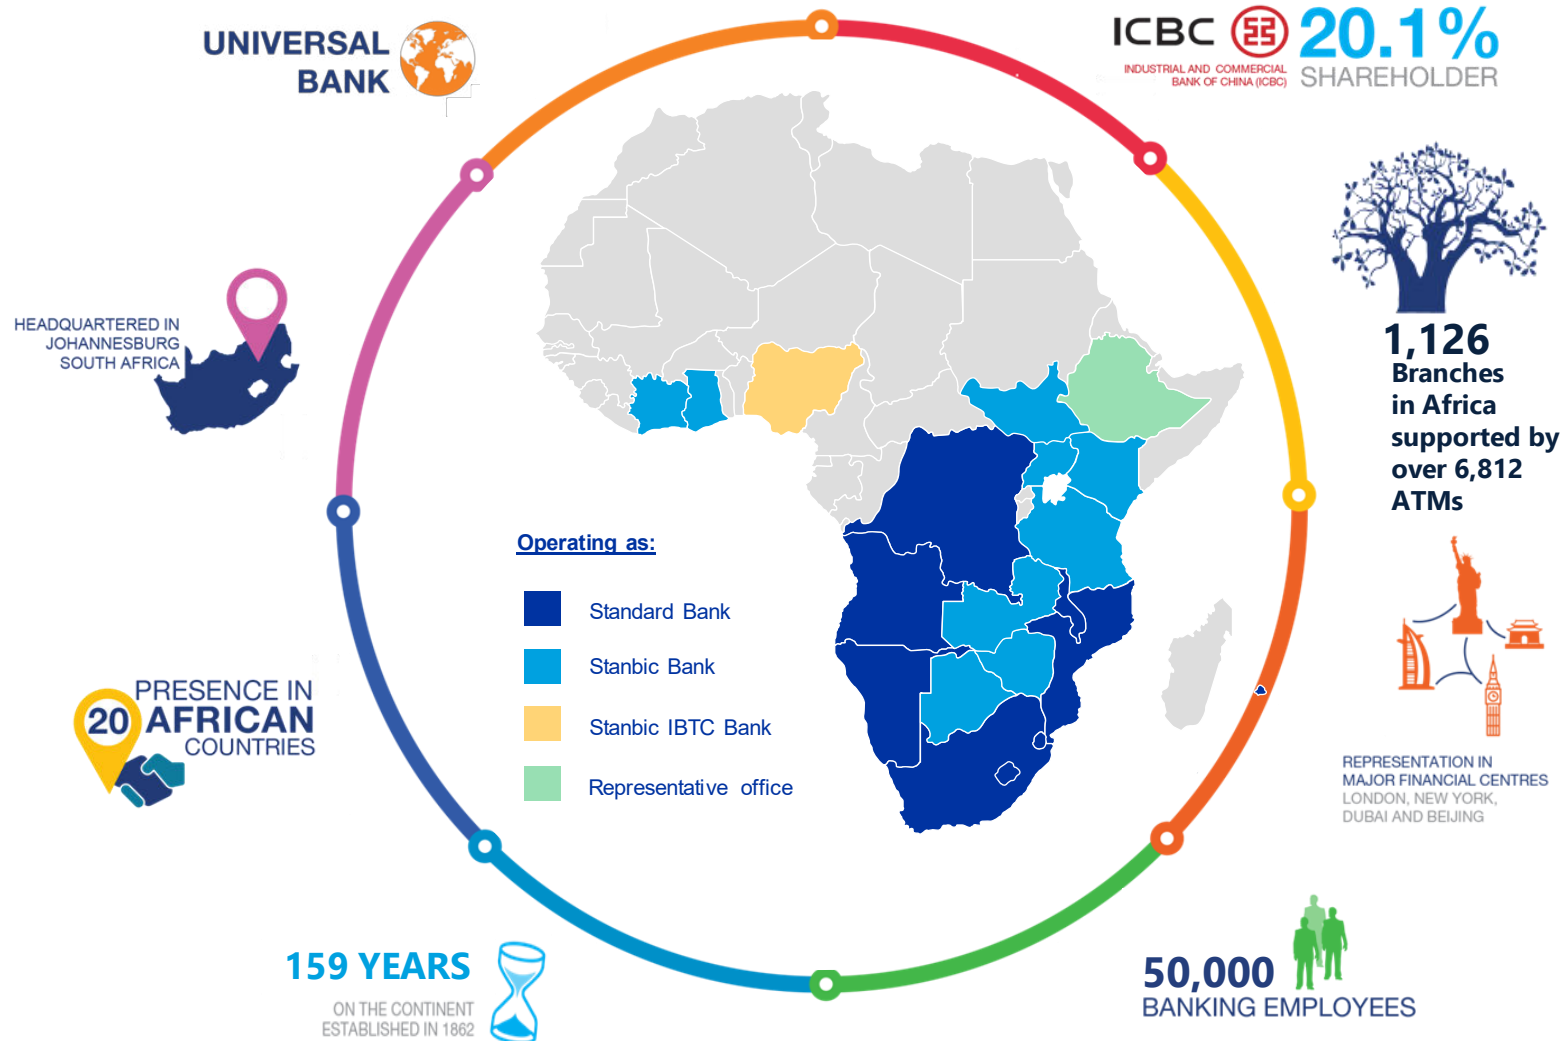 UNIVERSAL
BANK
ICBC
INDUSTRIAL AND COMMERCIAL
BANK OF CHINA (ICBC)
20.1%
SHAREHOLDER
HEADQUARTERED IN
JOHANNESBURG
SOUTH AFRICA
1,126
Branches
in Africa
supported by
over 6,812
ATMs
Operating as:
Standard Bank
Stanbic Bank
Stanbic IBTC Bank
Representative office
PRESENCE IN
20 AFRICAN
COUNTRIES
REPRESENTATION IN
MAJOR FINANCIAL CENTRES
LONDON, NEW YORK,
DUBAI AND BEIJING
159 YEARS
ON THE CONTINENT
ESTABLISHED IN 1862
50,000
BANKING EMPLOYEES